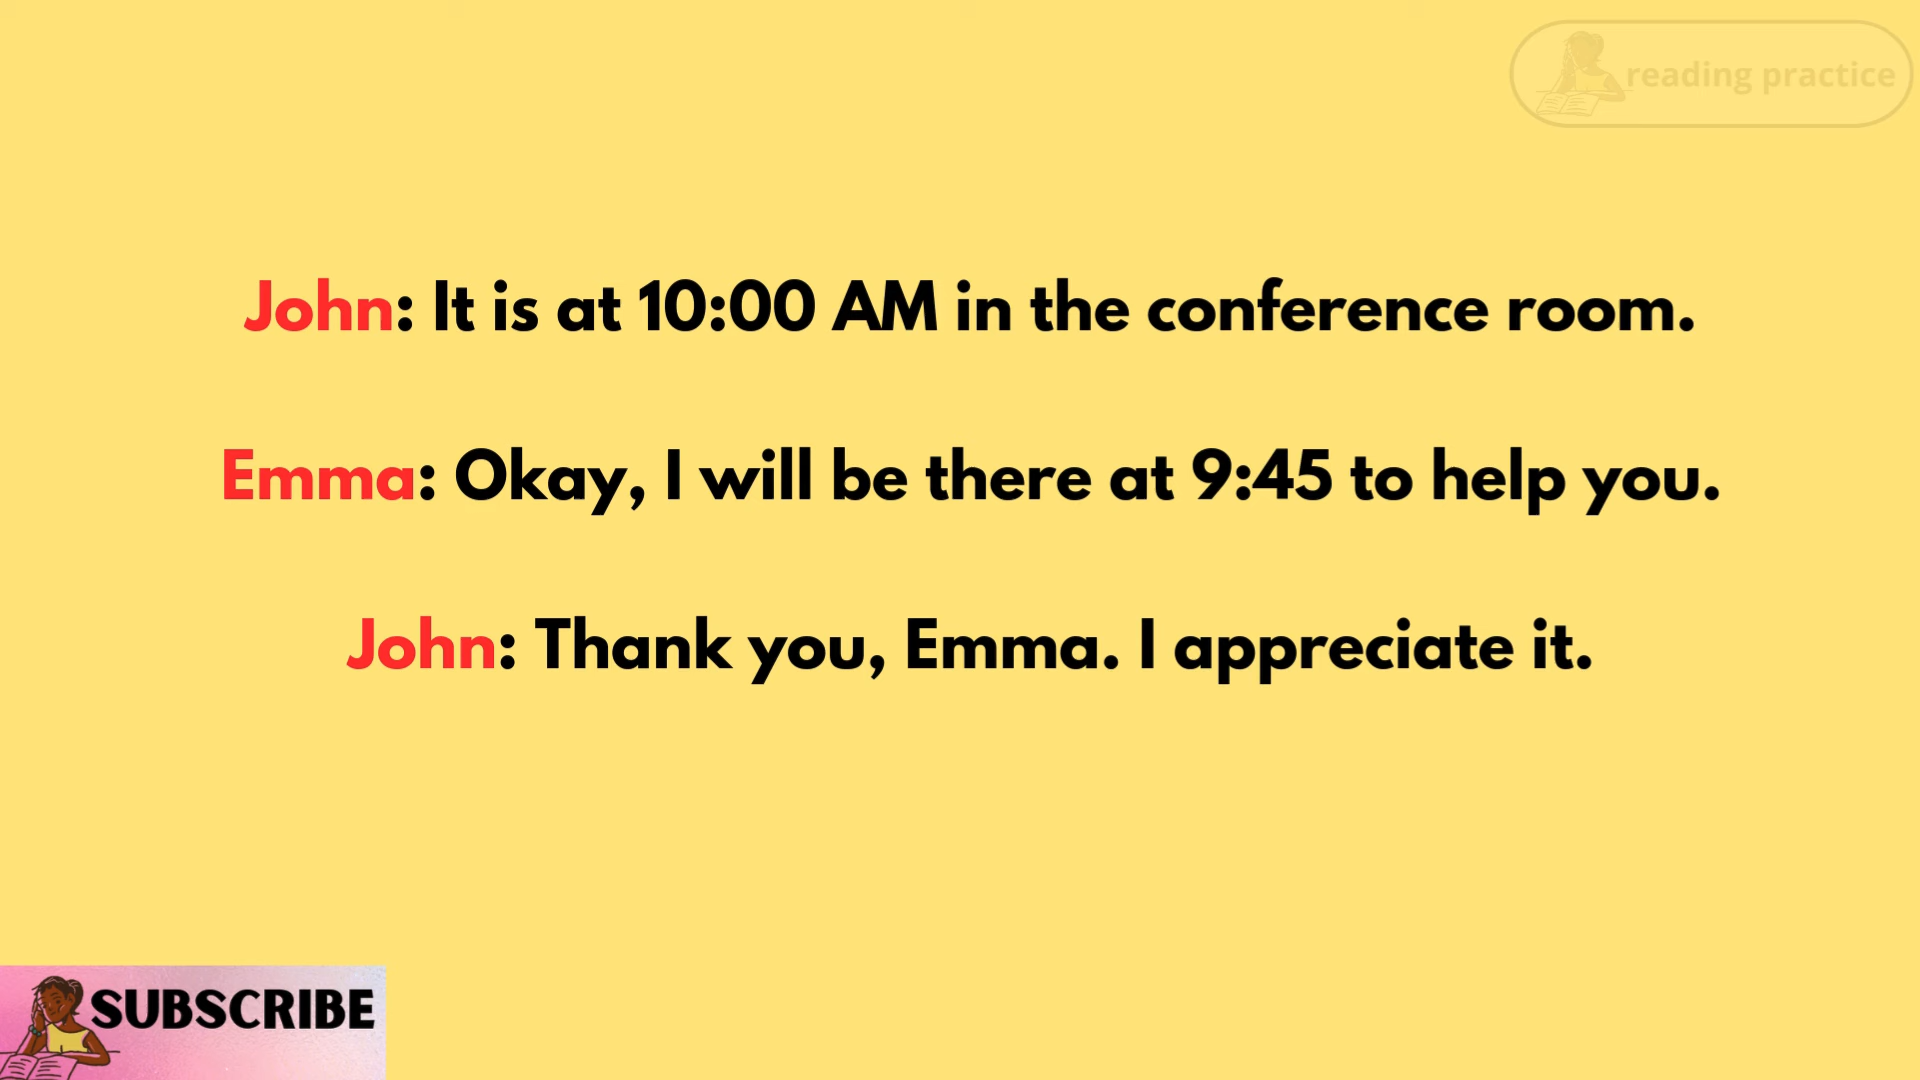 reading practice
John: It is at 10:00 AM in the conference room.
Emma: Okay, I will be there at 9:45 to help you.
John: Thank you, Emma. I appreciate it.
SUBSCRIBE